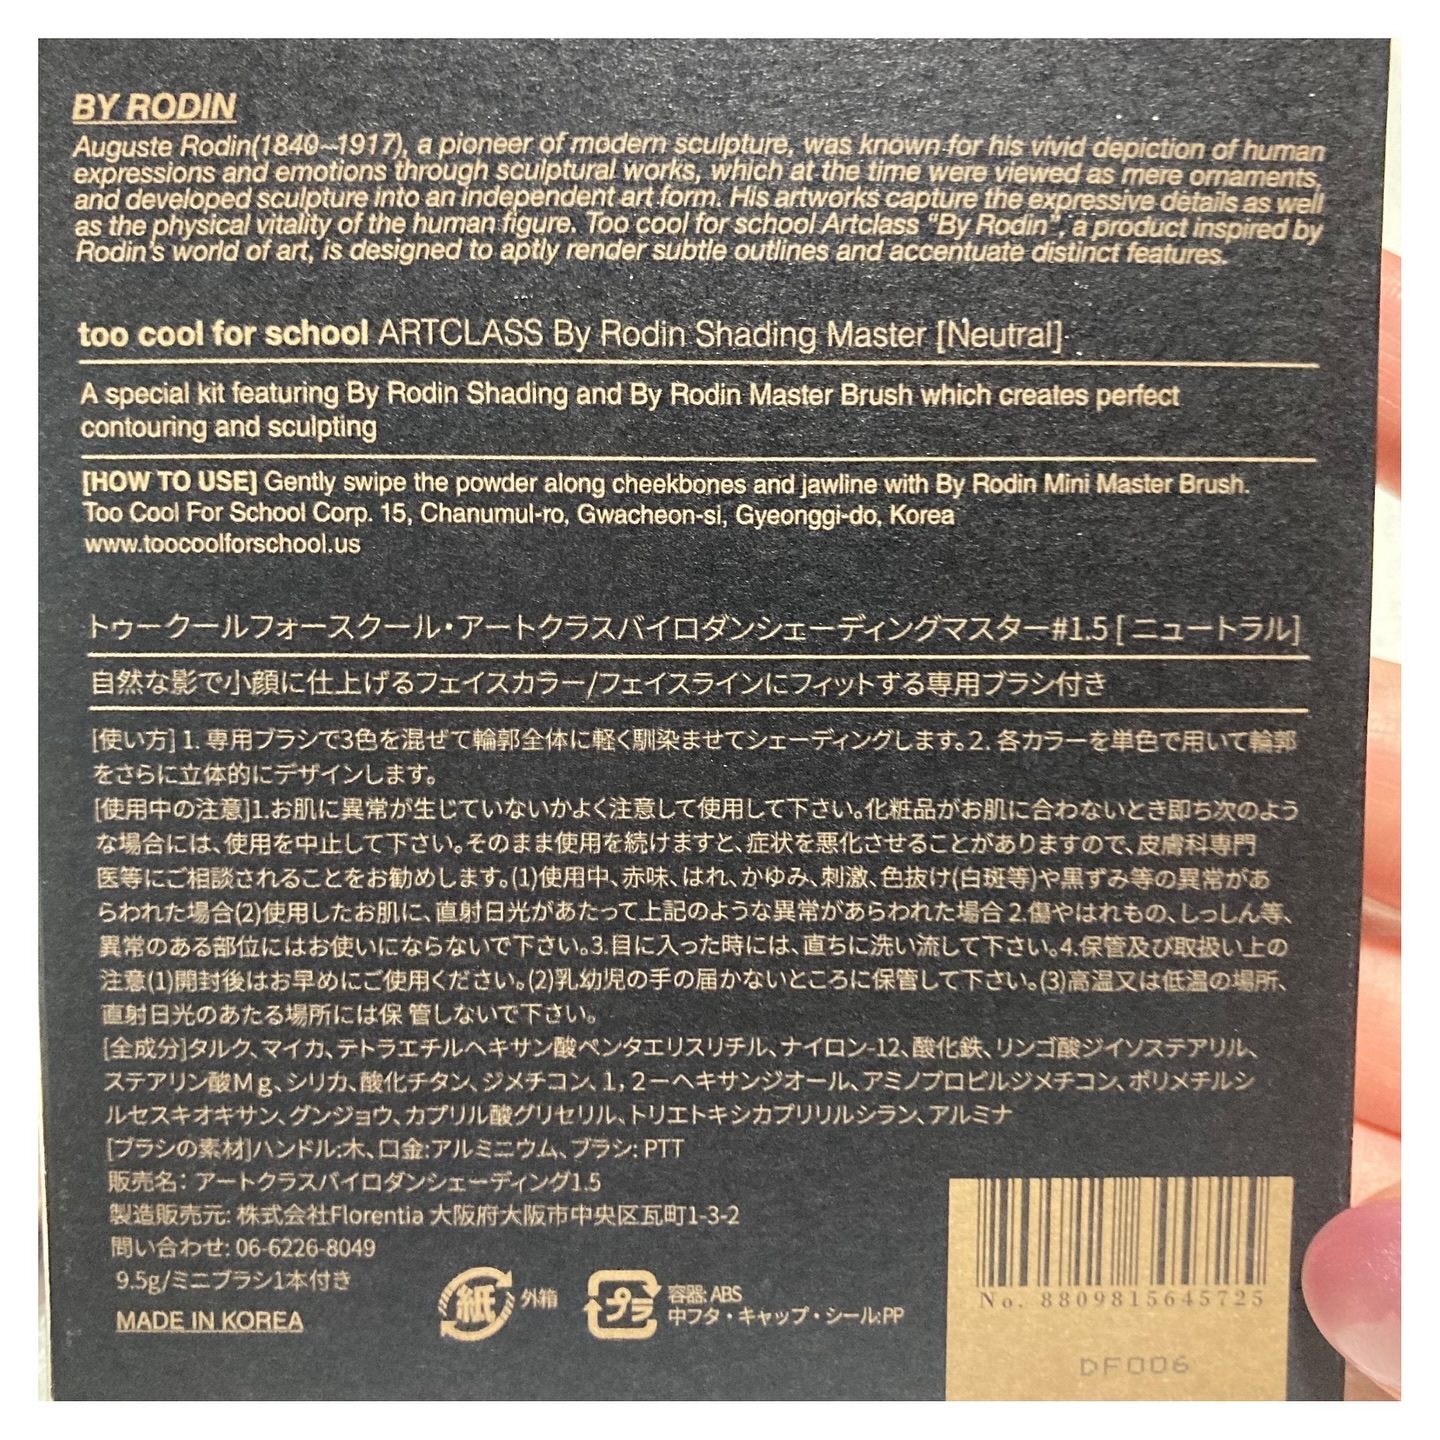 BY RODIN
Auguste Rodin(1840~1917), a pioneer of modern sculpture, was known for his vivid depiction of human
expressions and emotions through sculptural works, which at the time were viewed as mere ornaments,
and developed sculpture into an independent art form. His artworks capture the expressive details as well
as the physical vitality of the human figure. Too cool for school Artclass “By Rodin”, a product inspired by
Rodin's world of art, is designed to aptly render subtle outlines and accentuate distinct features.
too cool for school ARTCLASS By Rodin Shading Master [Neutral]
A special kit featuring By Rodin Shading and By Rodin Master Brush which creates perfect
contouring and sculpting
[HOW TO USE] Gently swipe the powder along cheekbones and jawline with By Rodin Mini Master Brush.
Too Cool For School Corp. 15, Chanumul-ro, Gwacheon-si, Gyeonggi-do, Korea
www.toocoolforschool.us
トゥークールフォースクール・アートクラスバイロダンシェーディングマスター#1.5 [ニュートラル]
自然な影で小顔に仕上げるフェイスカラー/フェイスラインにフィットする専用ブラシ付き
[使い方] 1. 専用ブラシで3色を混ぜて輪郭全体に軽く馴染ませてシェーディングします。2. 各カラーを単色で用いて輪郭
をさらに立体的にデザインします。
[使用中の注意]1.お肌に異常が生じていないかよく注意して使用して下さい。化粧品がお肌に合わないとき即ち次のよう
な場合には、使用を中止して下さい。そのまま使用を続けますと、症状を悪化させることがありますので、皮膚科専門
医等にご相談されることをお勧めします。(1)使用中、赤味、はれ、かゆみ、刺激、色抜け(白斑等)や黒ずみ等の異常があ
らわれた場合(2)使用したお肌に、直射日光があたって上記のような異常があらわれた場合 2.傷やはれもの、しっしん等、
異常のある部位にはお使いにならないで下さい。3.目に入った時には、直ちに洗い流して下さい。4.保管及び取扱い上の
注意(1)開封後はお早めにご使用ください。(2)乳幼児の手の届かないところに保管して下さい。(3)高温又は低温の場所、
直射日光のあたる場所には保 管しないで下さい。
[全成分]タルク、マイカ、テトラエチルヘキサン酸ペンタエリスリチル、ナイロン-12、酸化鉄、リンゴ酸ジイソステアリル、
ステアリン酸Mg、シリカ、酸化チタン、ジメチコン、1，2－ヘキサンジオール、アミノプロピルジメチコン、ポリメチルシ
ルセスキオキサン、グンジョウ、カプリル酸グリセリル、トリエトキシカプリリルシラン、アルミナ
[ブラシの素材]ハンドル:木、口金:アルミニウム、ブラシ: PTT
販売名： アートクラスバイロダンシェーディング1.5
製造販売元: 株式会社Florentia 大阪府大阪市中央区瓦町1-3-2
問い合わせ: 06-6226-8049
9.5g/ミニブラシ1本付き
MADE IN KOREA
紙 外箱
プラ 容器: ABS
中フタ・キャップ・シール:PP
No. 8809815645725
DF006